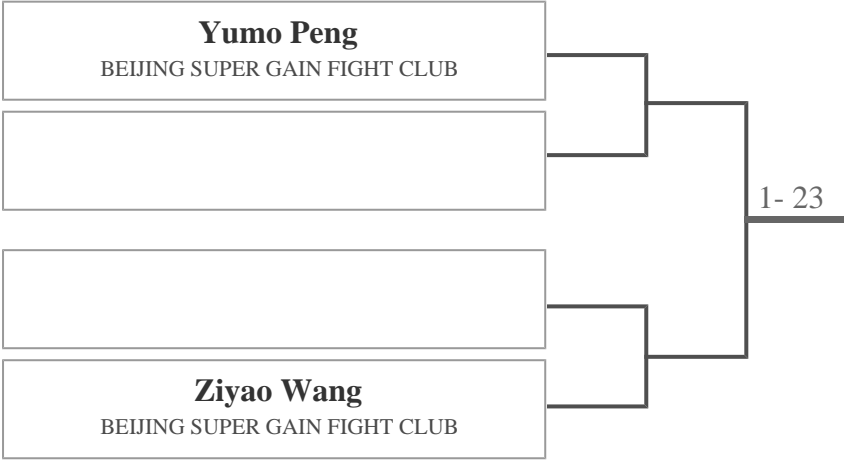 Yumo Peng
BEIJING SUPER GAIN FIGHT CLUB
1- 23
Ziyao Wang
BEIJING SUPER GAIN FIGHT CLUB